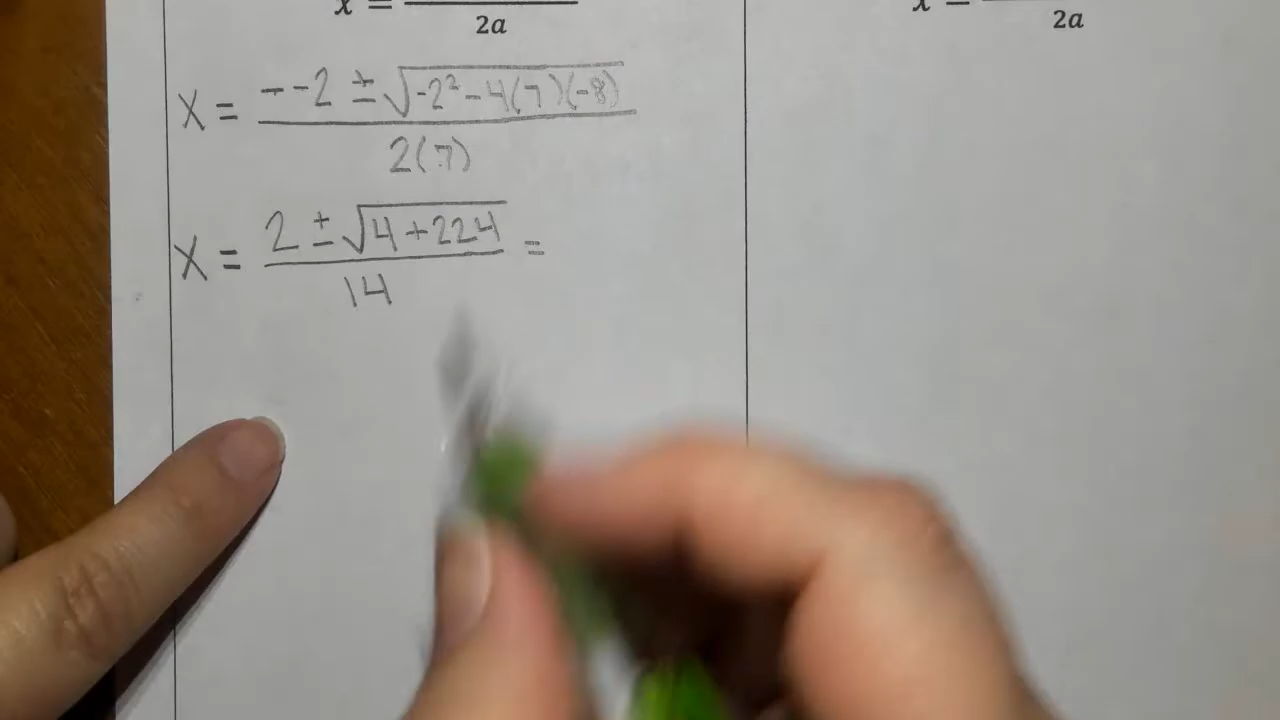 x = 2a
x = 2a
X = --2 ± √-2² - 4(7)(-8) / 2(7)
X = 2 ± √4 + 224 / 14 =